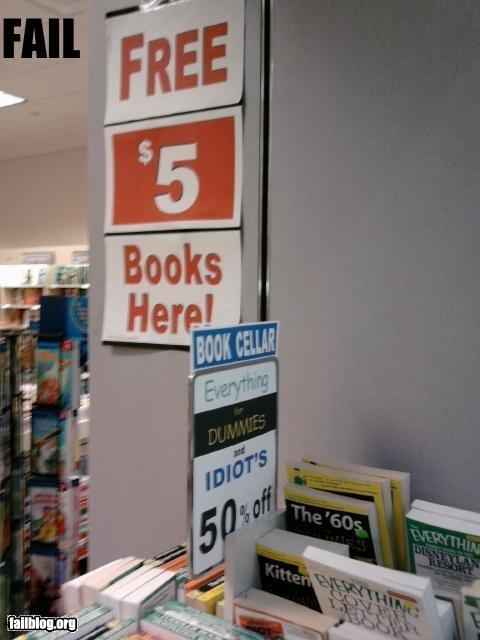 FAIL
FREE
$5
Books
Here!
BOOK CELLAR
Everything
for
DUMMIES
and
IDIOT'S
50% off
The '60s
EVERYTHING
DISNEYLAND
RESORT
Kitten
EVERYTHING
failblog.org